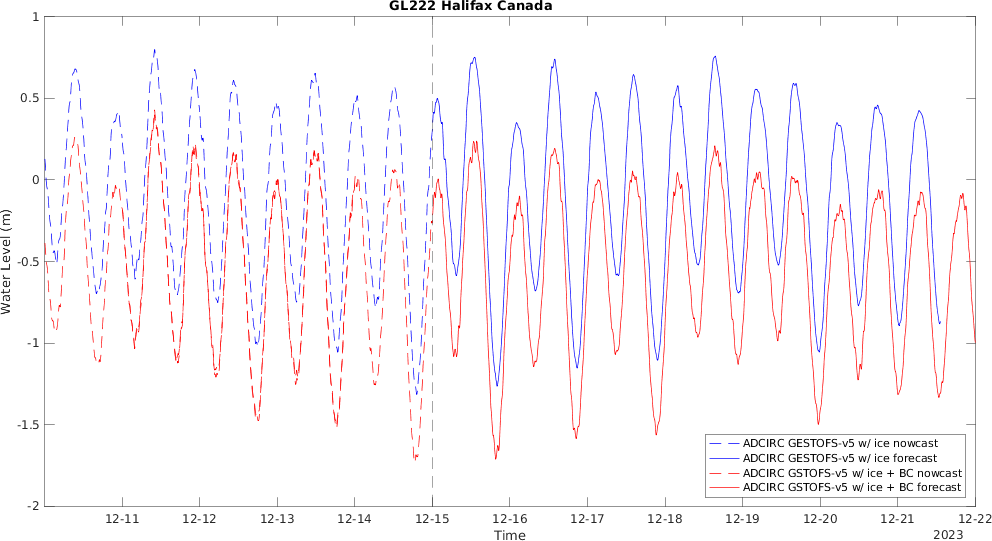 GL222 Halifax Canada
1
0.5
0
-0.5
-1
-1.5
-2
Water Level (m)
12-11 12-12 12-13 12-14 12-15 12-16 12-17 12-18 12-19 12-20 12-21 12-22
Time
2023
ADCIRC GESTOFS-v5 w/ ice nowcast
ADCIRC GESTOFS-v5 w/ ice forecast
ADCIRC GSTOFS-v5 w/ ice + BC nowcast
ADCIRC GSTOFS-v5 w/ ice + BC forecast